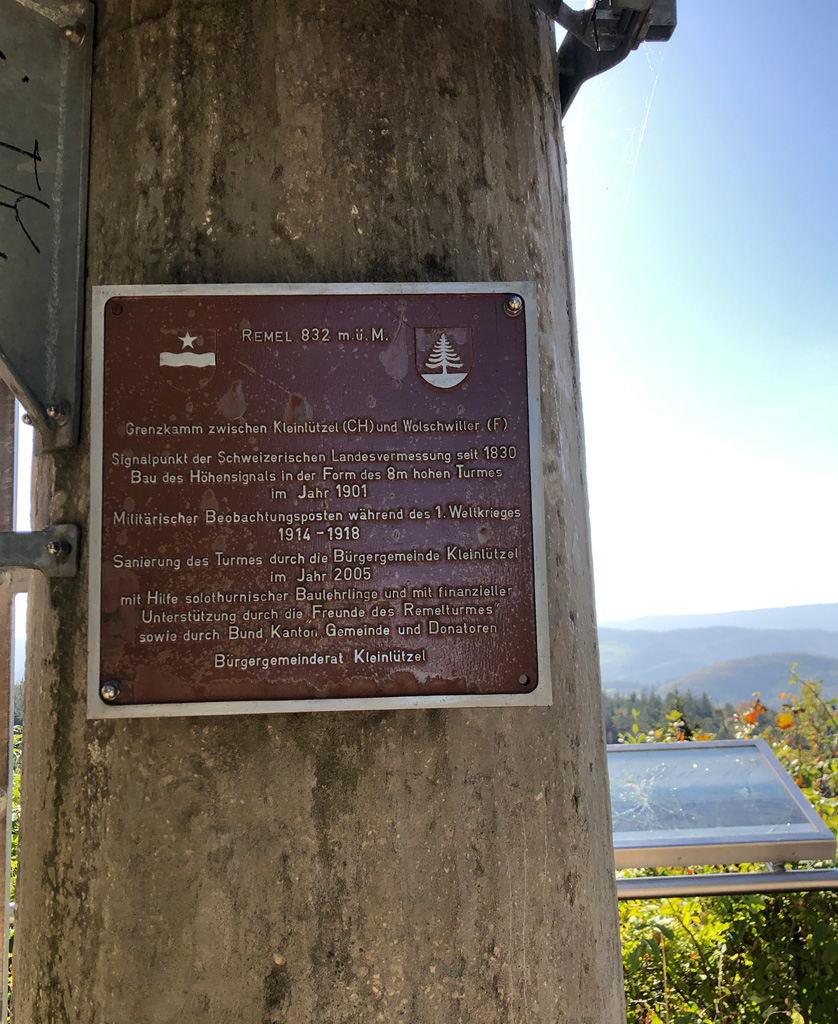 REMEL 832 m.ü.M.
GRENZKAMM ZWISCHEN KLEINLÜTZEL (CH) UND WOLSCHWILLER (F)
SIGNALPUNKT DER SCHWEIZERISCHEN LANDESVERMESSUNG SEIT 1830
BAU DES HÖHENSIGNALS IN DER FORM DES 8m HOHEN TURMES
IM JAHR 1901
MILITÄRISCHER BEOBACHTUNGSPOSTEN WÄHREND DES 1. WELTKRIEGES
1914 - 1918
SANIERUNG DES TURMES DURCH DIE BÜRGERGEMEINDE KLEINLÜTZEL
IM JAHR 2005
MIT HILFE SOLOTHURNISCHER BAULEHRLINGE UND MIT FINANZIELLER
UNTERSTÜTZUNG DURCH DIE "FREUNDE DES REMELTURMES"
SOWIE DURCH BUND KANTON, GEMEINDE UND DONATOREN
BÜRGERGEMEINDERAT KLEINLÜTZEL